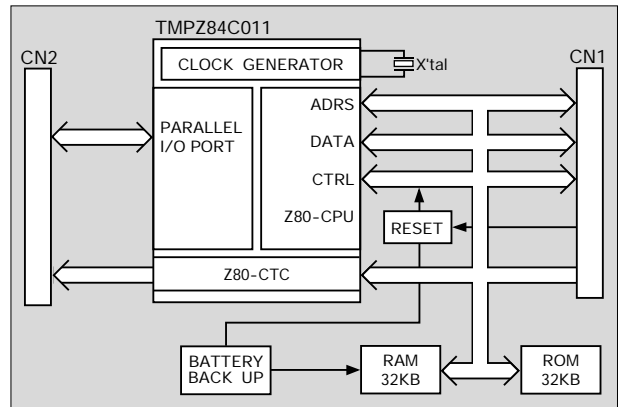 TMPZ84C011
CN2
CN1
CLOCK GENERATOR
X'tal
ADRS
PARALLEL
I/O PORT
DATA
CTRL
Z80-CPU
RESET
Z80-CTC
BATTERY
BACK UP
RAM
32KB
ROM
32KB